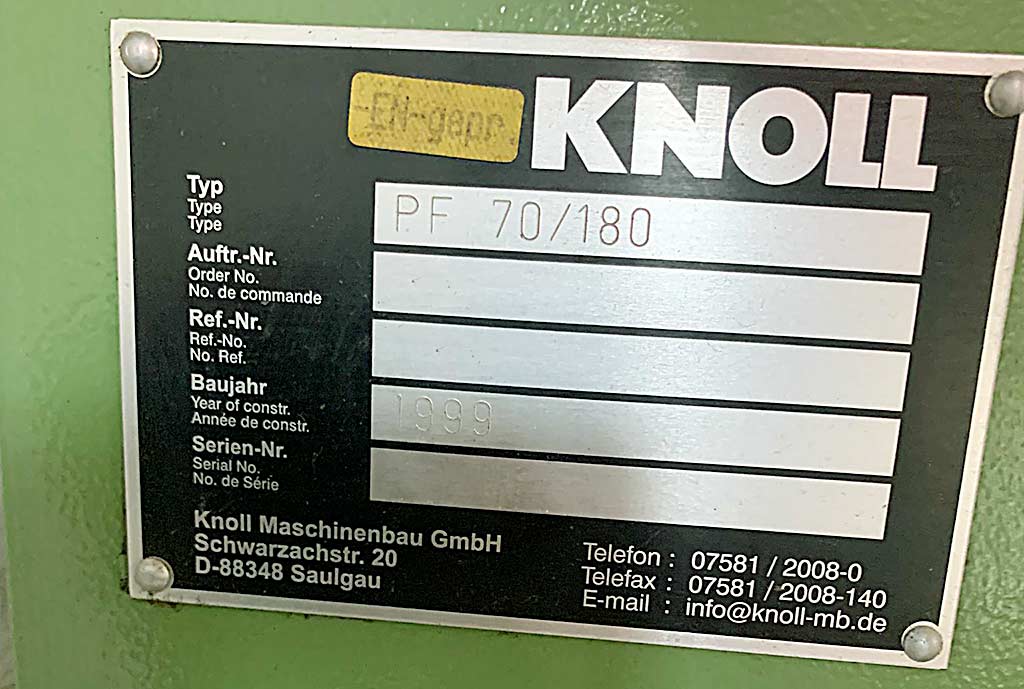 EN-gepr.
KNOLL
Typ
Type
Type
PF 70/180
Auftr.-Nr.
Order No.
No. de commande
Ref.-Nr.
Ref.-No.
No. Ref.
Baujahr
Year of constr.
Année de constr.
1999
Serien-Nr.
Serial No.
No. de Série
Knoll Maschinenbau GmbH
Schwarzachstr. 20
D-88348 Saulgau
Telefon : 07581 / 2008-0
Telefax : 07581 / 2008-140
E-mail : info@knoll-mb.de